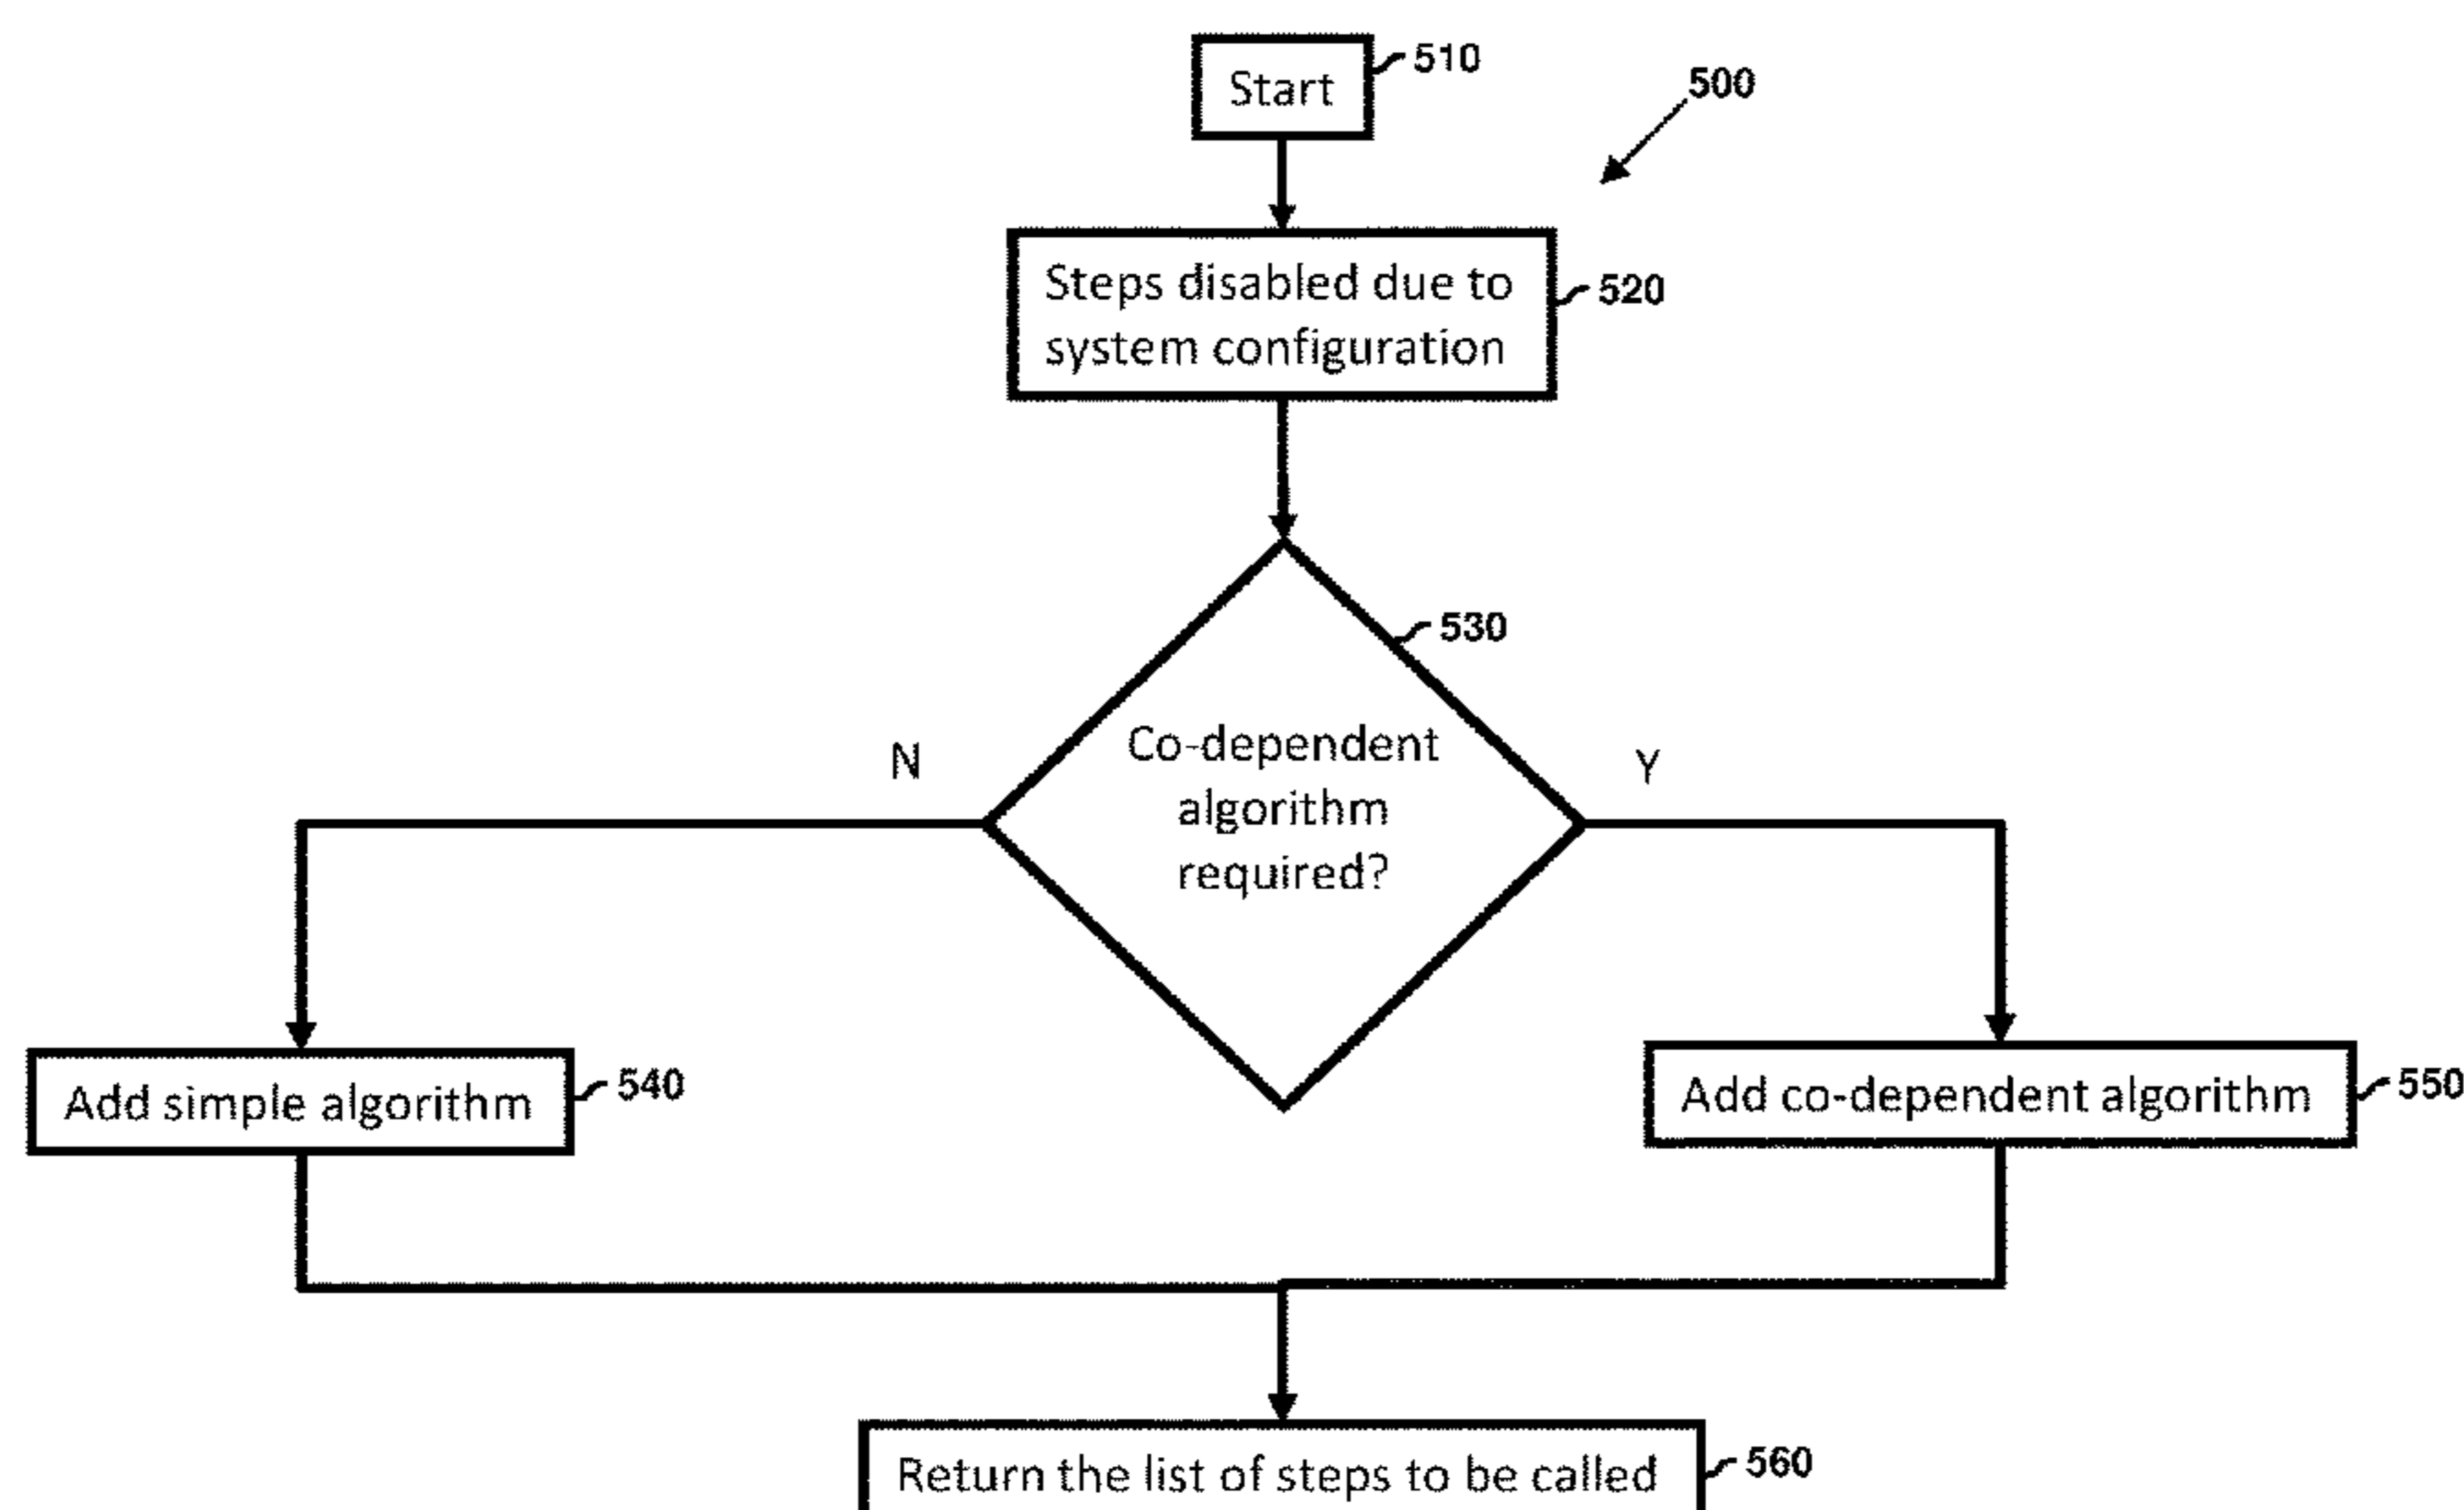 Start
510
500
Steps disabled due to
system configuration
520
530
Co-dependent
algorithm
required?
N
Y
Add simple algorithm
540
Add co-dependent algorithm
550
Return the list of steps to be called
560